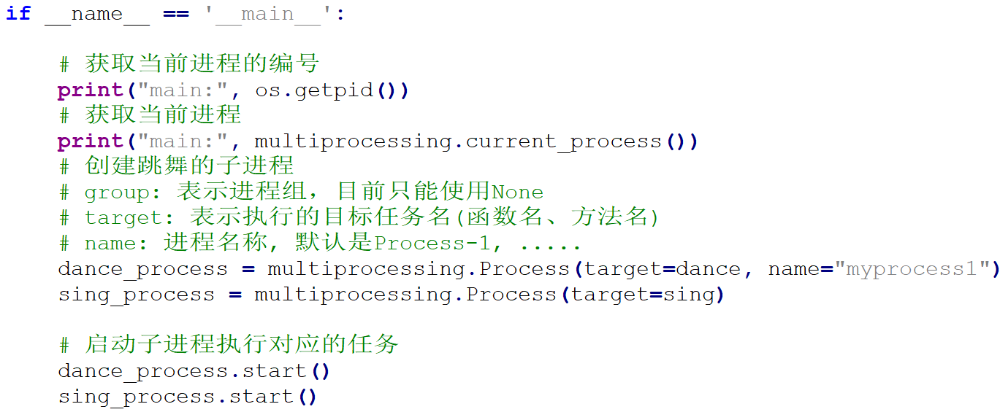 if __name__ == '__main__':
# 获取当前进程的编号
print("main:", os.getpid())
# 获取当前进程
print("main:", multiprocessing.current_process())
# 创建跳舞的子进程
# group: 表示进程组，目前只能使用None
# target: 表示执行的目标任务名(函数名、方法名)
# name: 进程名称, 默认是Process-1, .....
dance_process = multiprocessing.Process(target=dance, name="myprocess1")
sing_process = multiprocessing.Process(target=sing)
# 启动子进程执行对应的任务
dance_process.start()
sing_process.start()